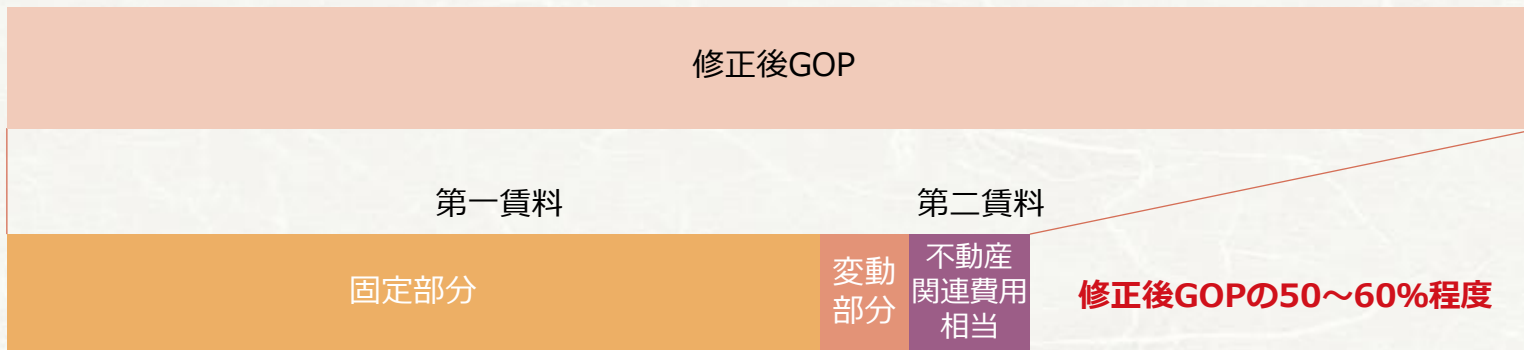 修正後GOP
第一賃料
第二賃料
固定部分
変動
部分
不動産
関連費用
相当
修正後GOPの50～60%程度